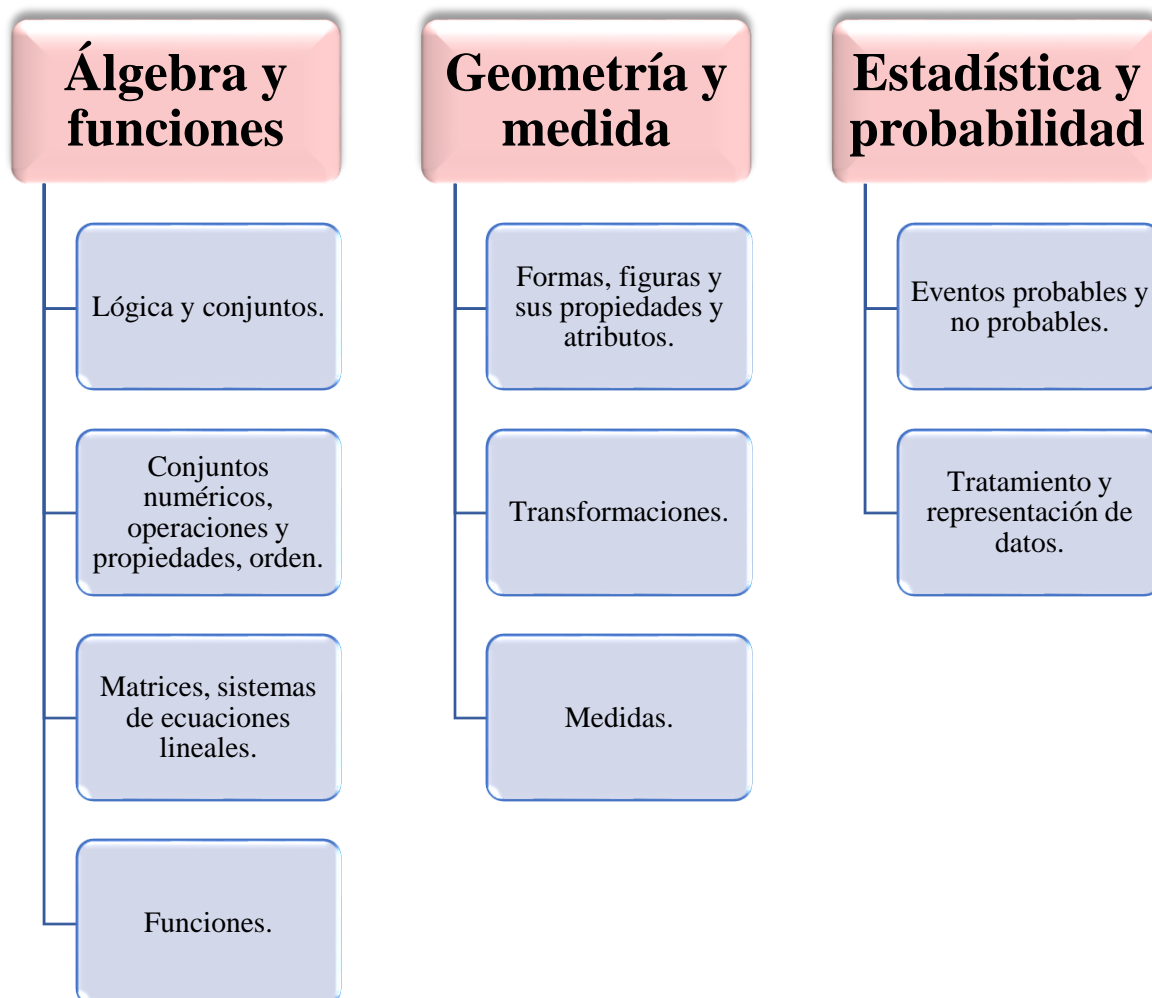 Álgebra y
funciones
Lógica y conjuntos.
Conjuntos
numéricos,
operaciones y
propiedades, orden.
Matrices, sistemas
de ecuaciones
lineales.
Funciones.
Geometría y
medida
Formas, figuras y
sus propiedades y
atributos.
Transformaciones.
Medidas.
Estadística y
probabilidad
Eventos probables y
no probables.
Tratamiento y
representación de
datos.